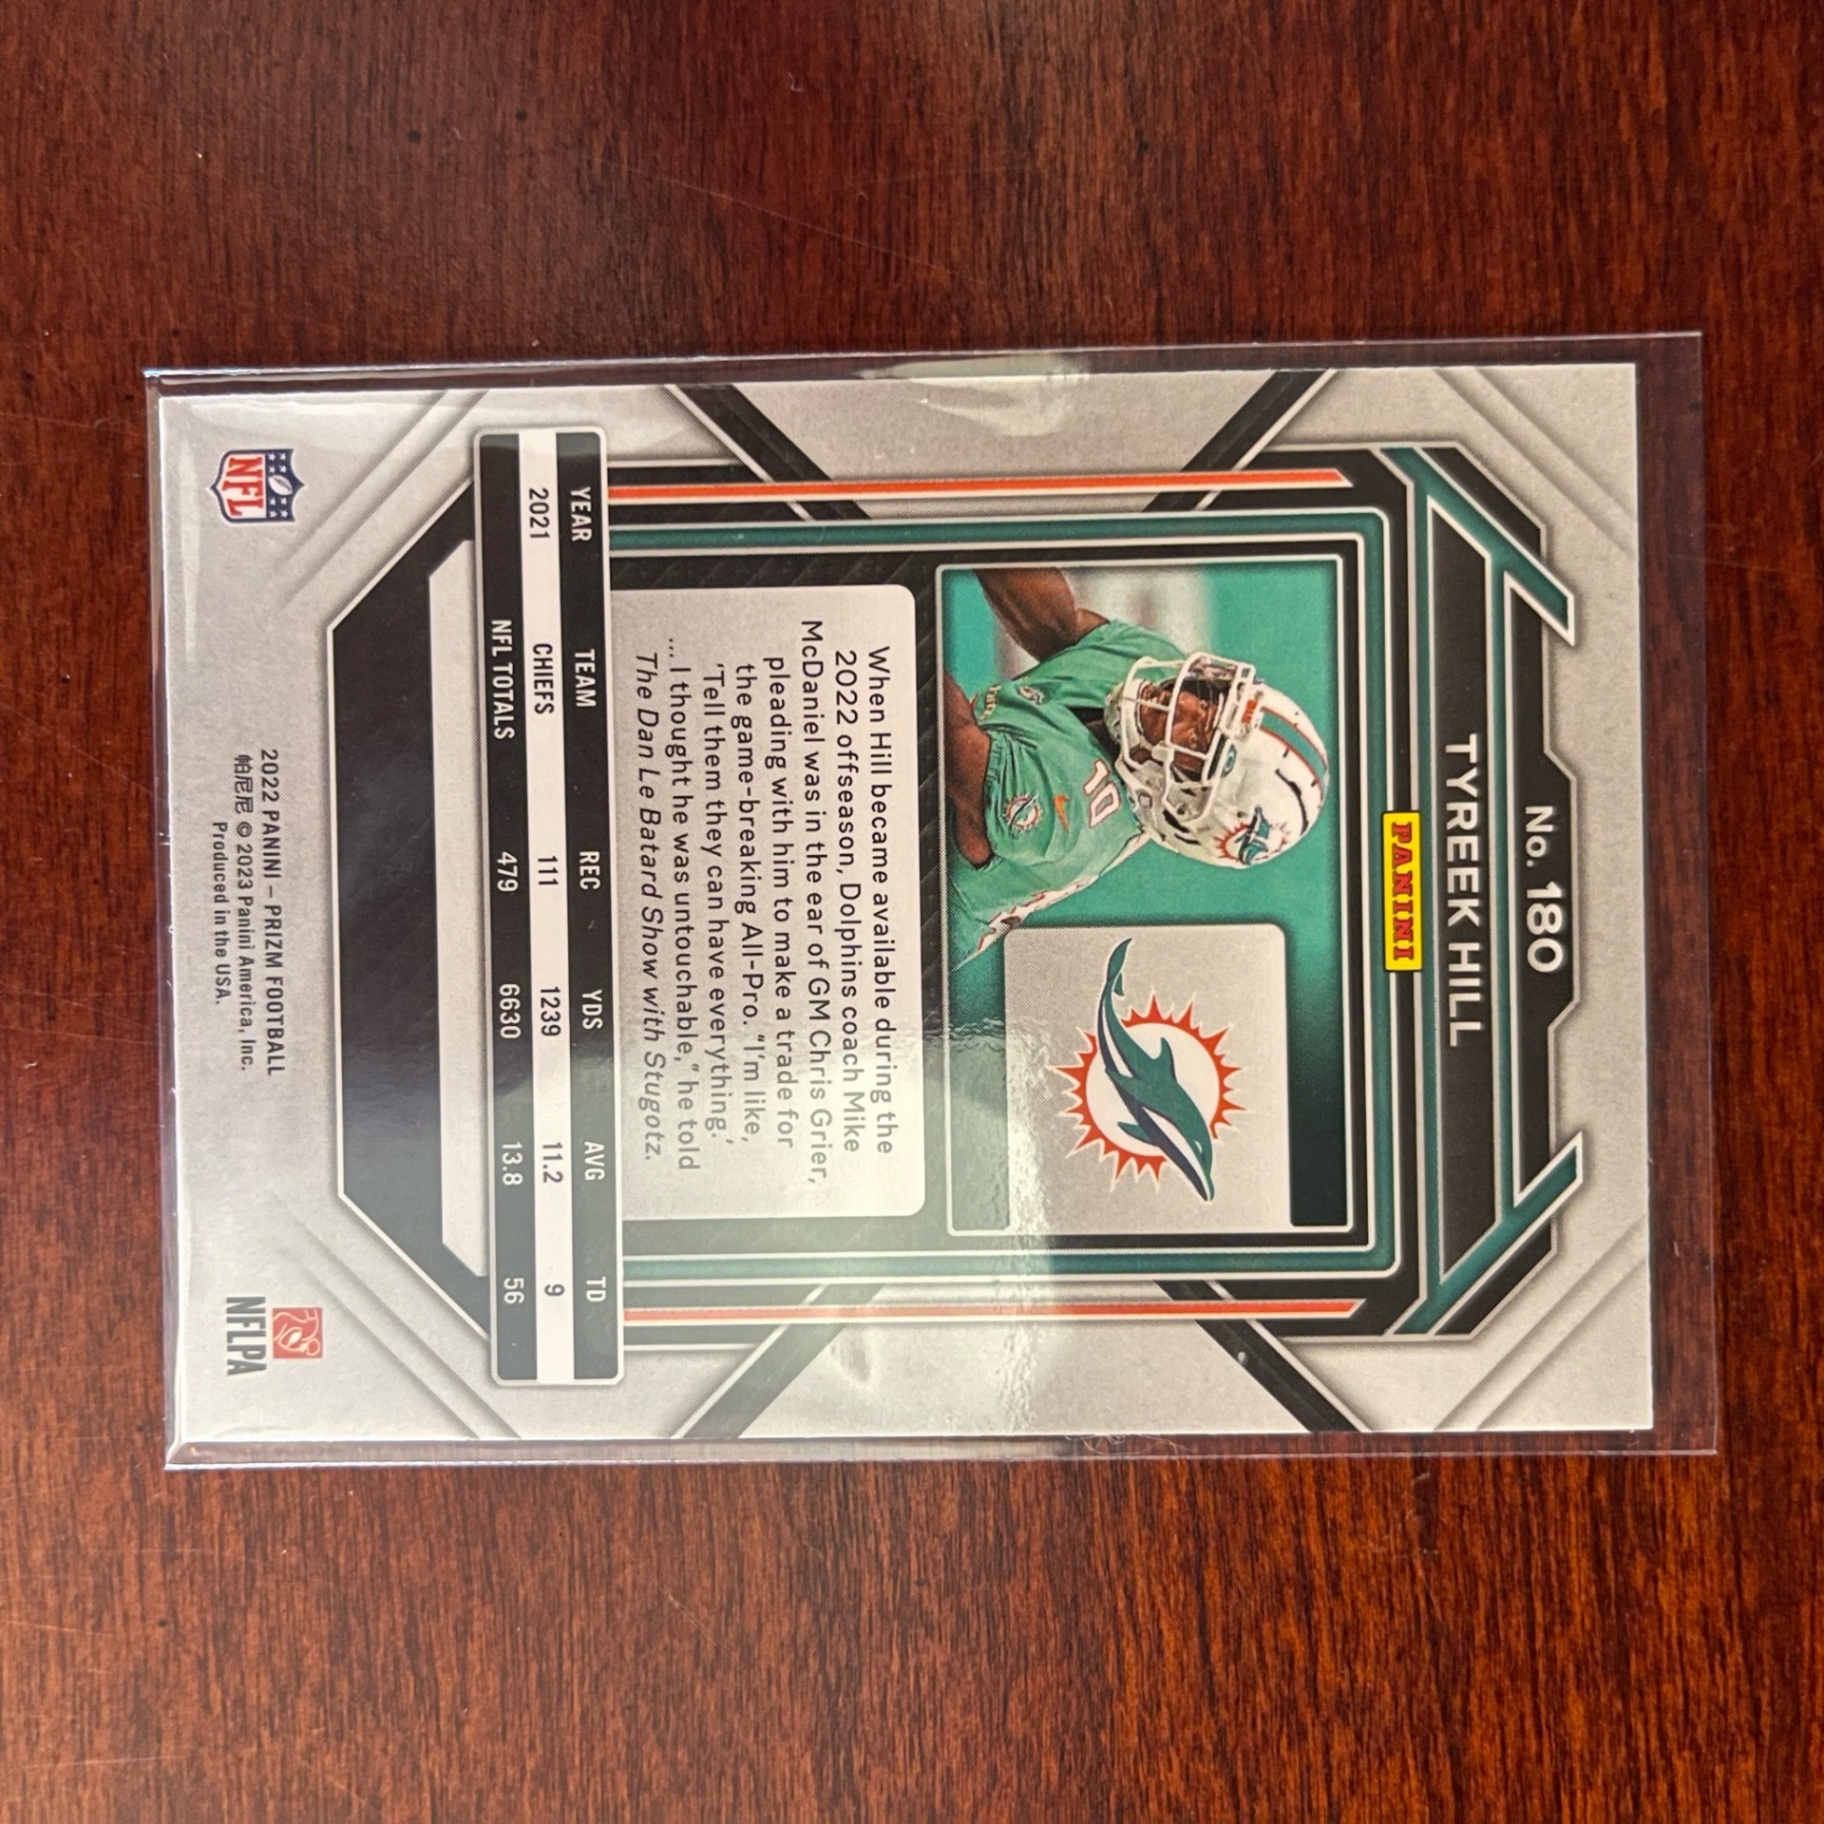 No. 180
TYREEK HILL
PANINI
10
When Hill became available during the
2022 offseason, Dolphins coach Mike
McDaniel was in the ear of GM Chris Grier,
pleading with him to make a trade for
the game-breaking All-Pro. "I'm like,
'Tell them they can have everything.'
... I thought he was untouchable," he told
The Dan Le Batard Show with Stugotz.
YEAR TEAM REC YDS AVG TD
2021 CHIEFS 111 1239 11.2 9
NFL TOTALS 479 6630 13.8 56
NFL
2022 PANINI – PRIZM FOOTBALL
帕尼尼 © 2023 Panini America, Inc.
Produced in the USA.
NFLPA